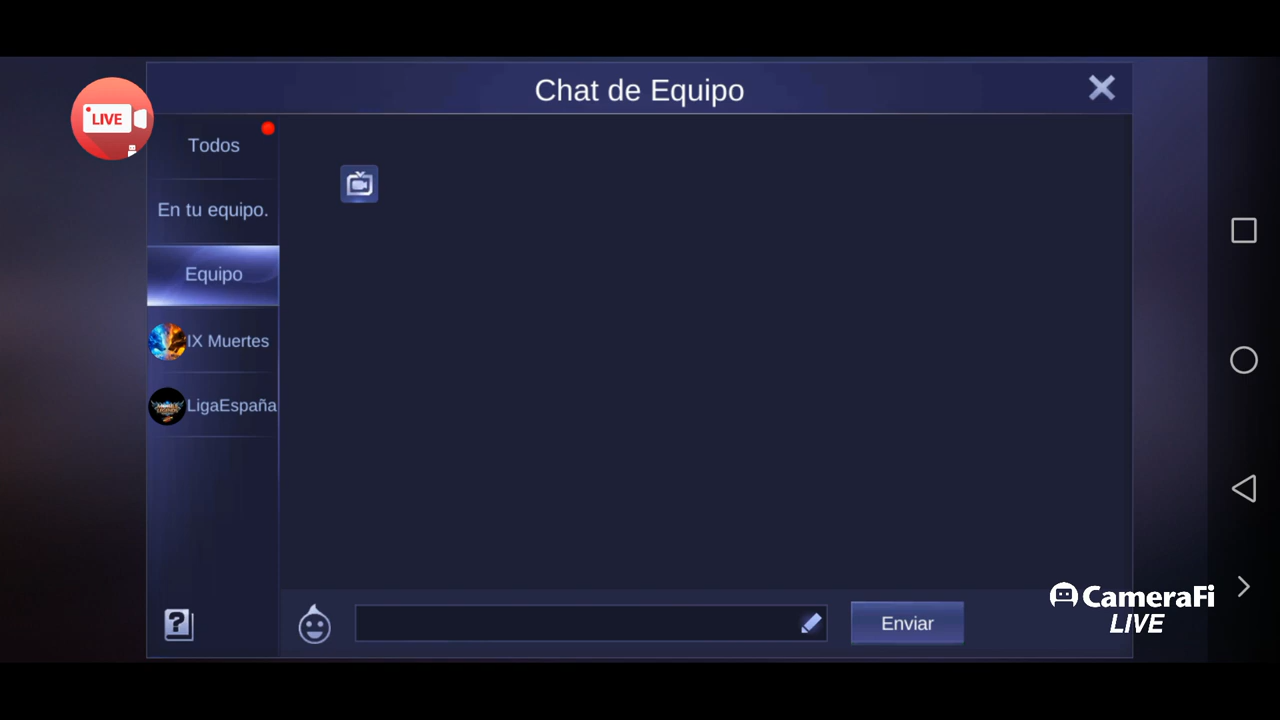 Chat de Equipo
LIVE
Todos
En tu equipo.
Equipo
IX Muertes
LigaEspaña
Enviar
CameraFi
LIVE